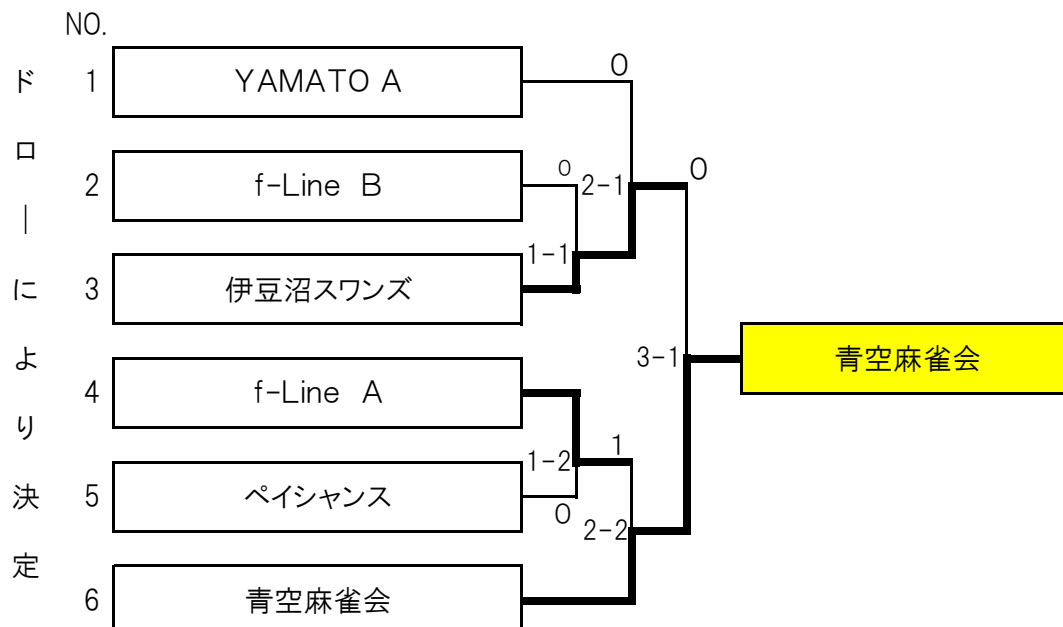 NO.
ドローにより決定
1 YAMATO A
0
2 f-Line B
0
2-1
0
1-1
3 伊豆沼スワンズ
3-1
青空麻雀会
4 f-Line A
1
1-2
5 ペイシャンス
0
2-2
6 青空麻雀会